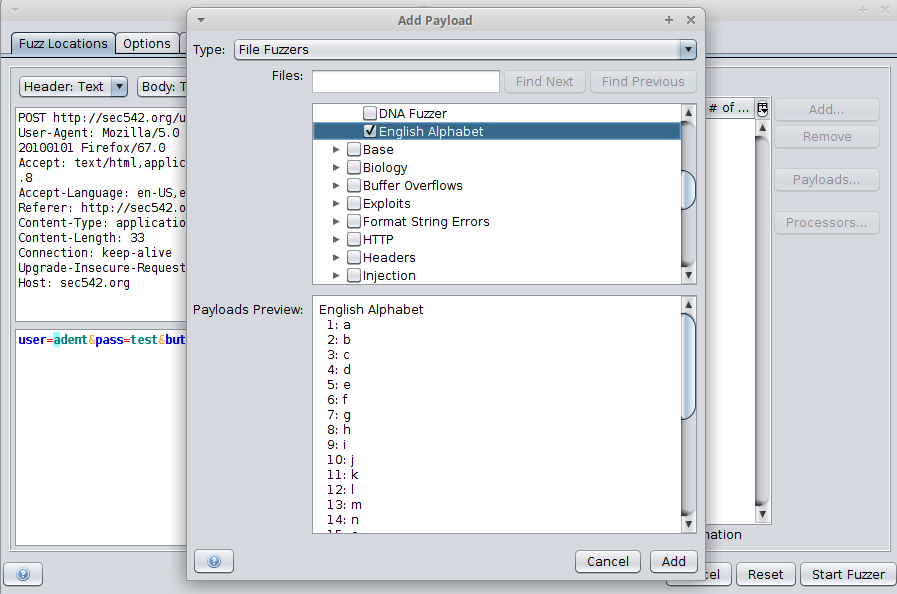 Add Payload
Fuzz Locations
Options
Type:
File Fuzzers
Files:
Find Next
Find Previous
Header: Text
Body: T
# of ...
Add...
Remove
Payloads...
Processors...
POST http://sec542.org/u
User-Agent: Mozilla/5.0
20100101 Firefox/67.0
Accept: text/html,applic
.8
Accept-Language: en-US,e
Referer: http://sec542.o
Content-Type: applicatio
Content-Length: 33
Connection: keep-alive
Upgrade-Insecure-Request
Host: sec542.org
user=adent&pass=test&but
DNA Fuzzer
English Alphabet
Base
Biology
Buffer Overflows
Exploits
Format String Errors
HTTP
Headers
Injection
Payloads Preview:
English Alphabet
1: a
2: b
3: c
4: d
5: e
6: f
7: g
8: h
9: i
10: j
11: k
12: l
13: m
14: n
mation
Cancel
Add
cel
Reset
Start Fuzzer